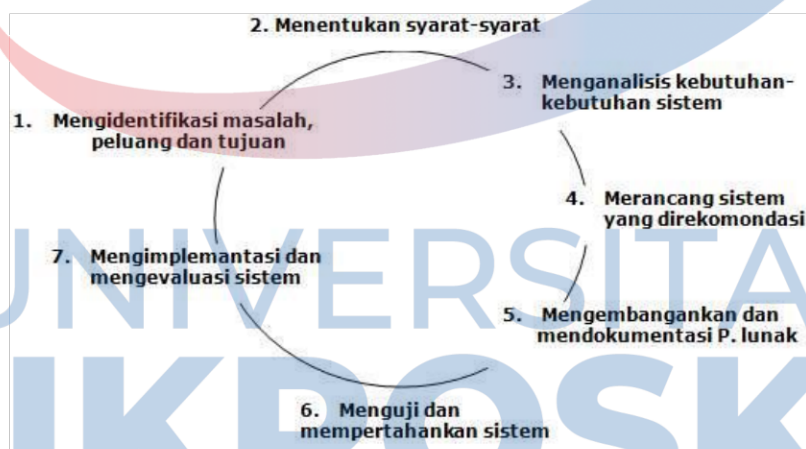 2. Menentukan syarat-syarat
3. Menganalisis kebutuhan-
kebutuhan sistem
1. Mengidentifikasi masalah,
peluang dan tujuan
4. Merancang sistem
yang direkomondasi
7. Mengimplemantasi dan
mengevaluasi sistem
5. Mengembangankan dan
mendokumentasi P. lunak
6. Menguji dan
mempertahankan sistem
UNIVERSITA
IKROSK